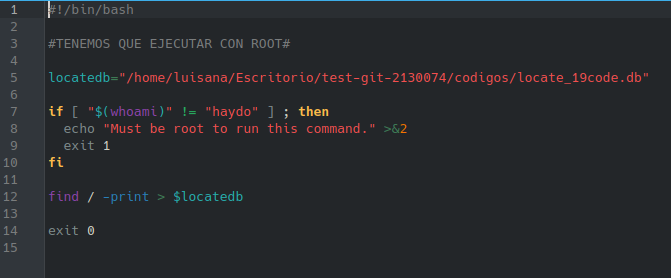 1 #!/bin/bash
2
3 #TENEMOS QUE EJECUTAR CON ROOT#
4
5 locatedb="/home/luisana/Escritorio/test-git-2130074/codigos/locate_19code.db"
6
7 if [ "$(whoami)" != "haydo" ] ; then
8   echo "Must be root to run this command." >&2
9   exit 1
10 fi
11
12 find / -print > $locatedb
13
14 exit 0
15